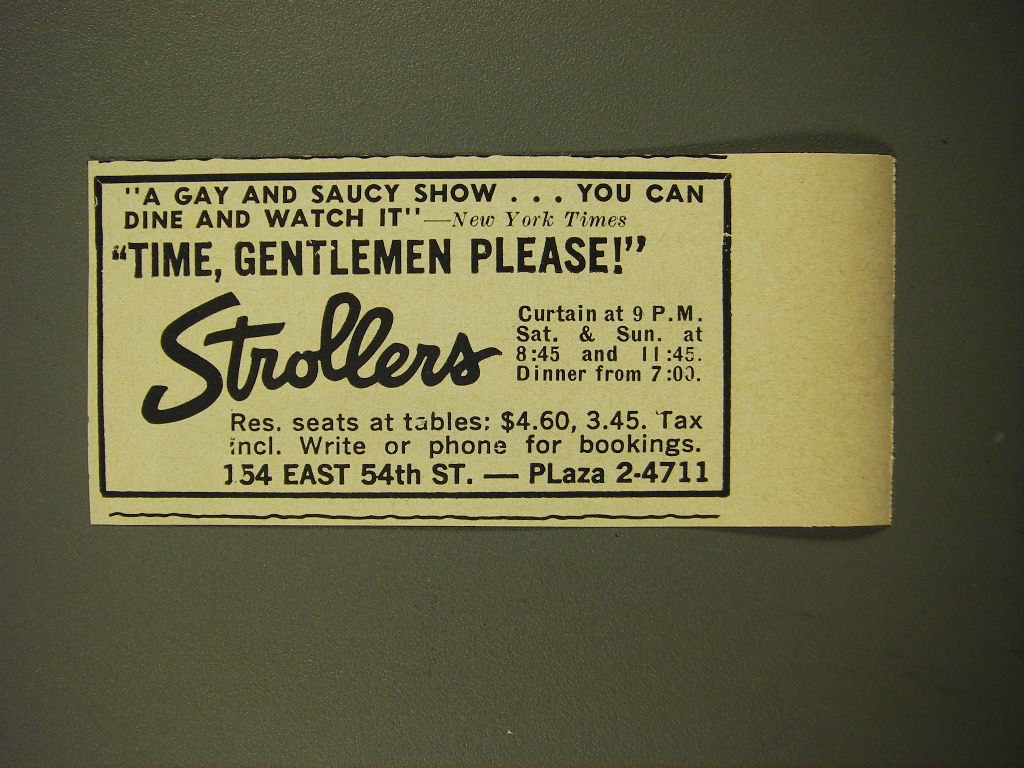 "A GAY AND SAUCY SHOW . . . YOU CAN
DINE AND WATCH IT"—New York Times
"TIME, GENTLEMEN PLEASE!"
Strollers
Curtain at 9 P.M.
Sat. & Sun. at
8:45 and 11:45.
Dinner from 7:00.
Res. seats at tables: $4.60, 3.45. Tax
incl. Write or phone for bookings.
154 EAST 54th ST. — PLaza 2-4711